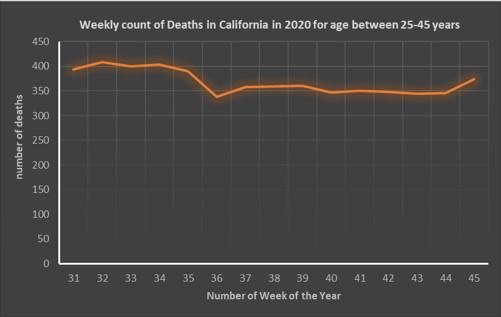 Weekly count of Deaths in California in 2020 for age between 25-45 years
450
400
350
300
250
200
150
100
50
0
number of deaths
31 32 33 34 35 36 37 38 39 40 41 42 43 44 45
Number of Week of the Year